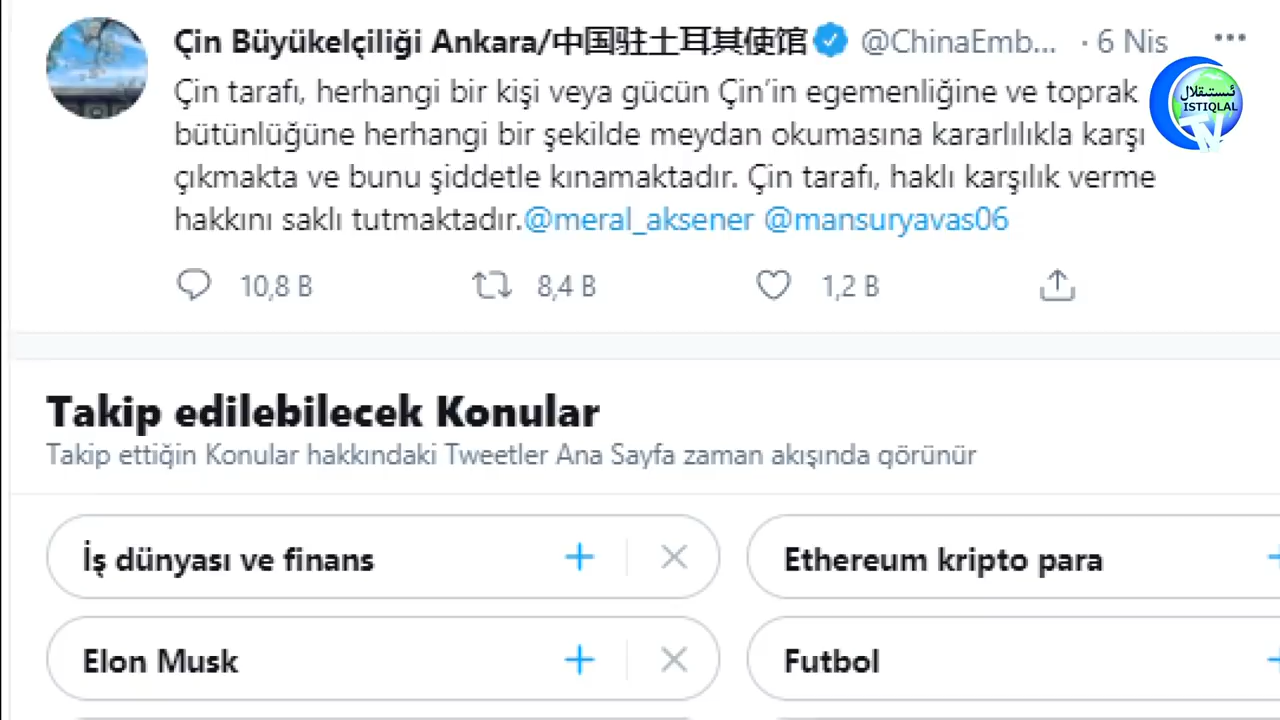 Çin Büyükelçiliği Ankara/中国驻土耳其使馆 @ChinaEmb... · 6 Nis
Çin tarafı, herhangi bir kişi veya gücün Çin'in egemenliğine ve toprak
bütünlüğüne herhangi bir şekilde meydan okumasına kararlılıkla karşı
çıkmakta ve bunu şiddetle kınamaktadır. Çin tarafı, haklı karşılık verme
hakkını saklı tutmaktadır.@meral_aksener @mansuryavas06
ئىستىقلال
ISTIQLAL
TV
10,8 B 8,4 B 1,2 B
Takip edilebilecek Konular
Takip ettiğin Konular hakkındaki Tweetler Ana Sayfa zaman akışında görünür
İş dünyası ve finans Ethereum kripto para
Elon Musk Futbol